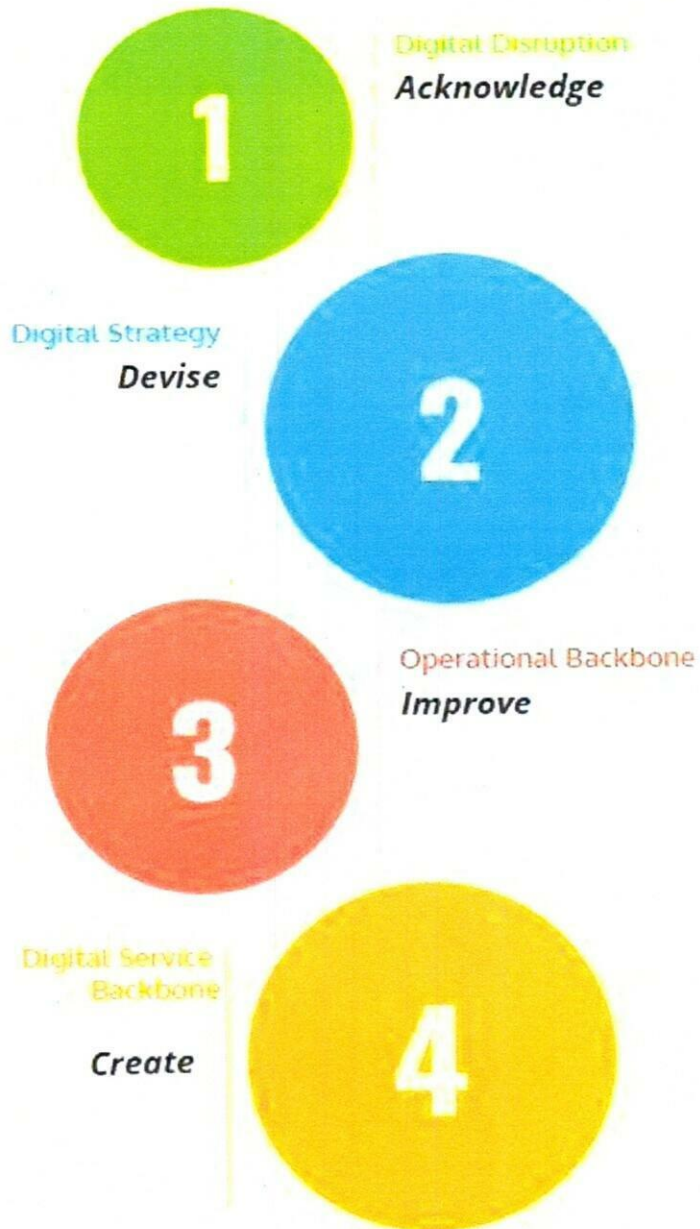 1
Digital Disruption
Acknowledge
Digital Strategy
Devise
2
3
Operational Backbone
Improve
Digital Service
Backbone
Create
4